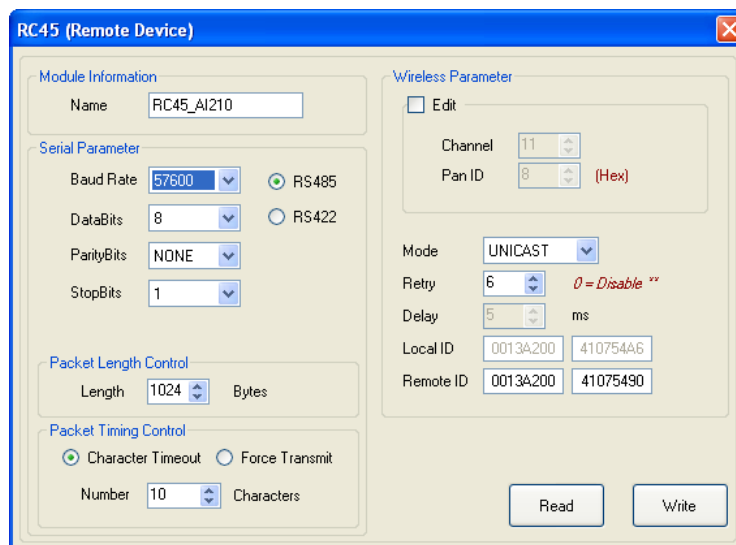 RC45 (Remote Device)
Module Information
Name RC45_AI210
Serial Parameter
Baud Rate 57600 RS485
DataBits 8 RS422
ParityBits NONE
StopBits 1
Packet Length Control
Length 1024 Bytes
Packet Timing Control
Character Timeout Force Transmit
Number 10 Characters
Wireless Parameter
Edit
Channel 11
Pan ID 8 (Hex)
Mode UNICAST
Retry 6 0 = Disable **
Delay 5 ms
Local ID 0013A200 410754A6
Remote ID 0013A200 41075490
Read Write